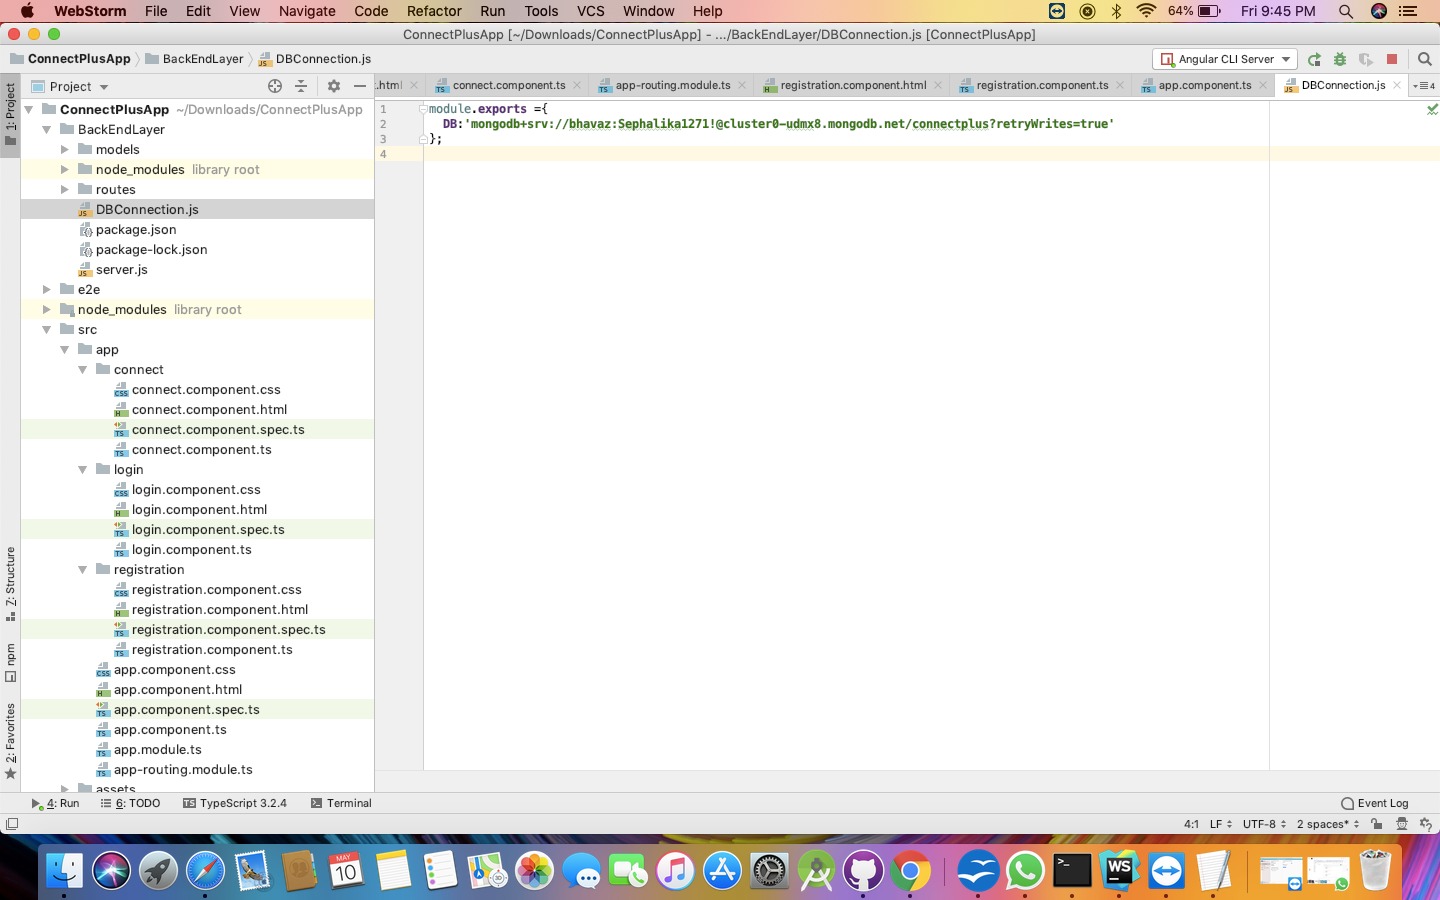 WebStorm File Edit View Navigate Code Refactor Run Tools VCS Window Help 64% Fri 9:45 PM
ConnectPlusApp [~/Downloads/ConnectPlusApp] - .../BackEndLayer/DBConnection.js [ConnectPlusApp]
ConnectPlusApp BackEndLayer DBConnection.js Angular CLI Server
Project :.html connect.component.ts app-routing.module.ts registration.component.html registration.component.ts app.component.ts DBConnection.js 4
1: Project
ConnectPlusApp ~/Downloads/ConnectPlusApp
BackEndLayer
models
node_modules library root
routes
DBConnection.js
package.json
package-lock.json
server.js
e2e
node_modules library root
src
app
connect
connect.component.css
connect.component.html
connect.component.spec.ts
connect.component.ts
login
login.component.css
login.component.html
login.component.spec.ts
login.component.ts
registration
registration.component.css
registration.component.html
registration.component.spec.ts
registration.component.ts
app.component.css
app.component.html
app.component.spec.ts
app.component.ts
app.module.ts
app-routing.module.ts
assets
Z: Structure
npm
2: Favorites
1 module.exports ={
2 DB:'mongodb+srv://bhavaz:Sephalika1271!@cluster0-udmx8.mongodb.net/connectplus?retryWrites=true'
3 };
4
4: Run 6: TODO TypeScript 3.2.4 Terminal Event Log
4:1 LF UTF-8 2 spaces*
MAY
10
WS